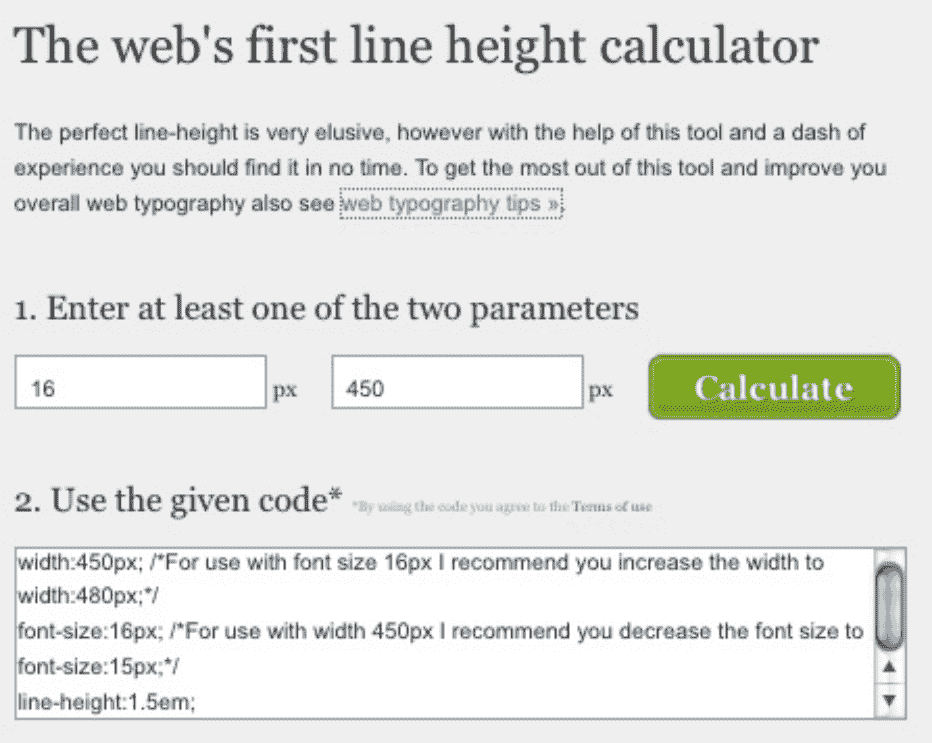 The web's first line height calculator
The perfect line-height is very elusive, however with the help of this tool and a dash of
experience you should find it in no time. To get the most out of this tool and improve you
overall web typography also see web typography tips »
1. Enter at least one of the two parameters
16 px 450 px Calculate
2. Use the given code* *By using the code you agree to the Terms of use
width:450px; /*For use with font size 16px I recommend you increase the width to
width:480px;*/
font-size:16px; /*For use with width 450px I recommend you decrease the font size to
font-size:15px;*/
line-height:1.5em;